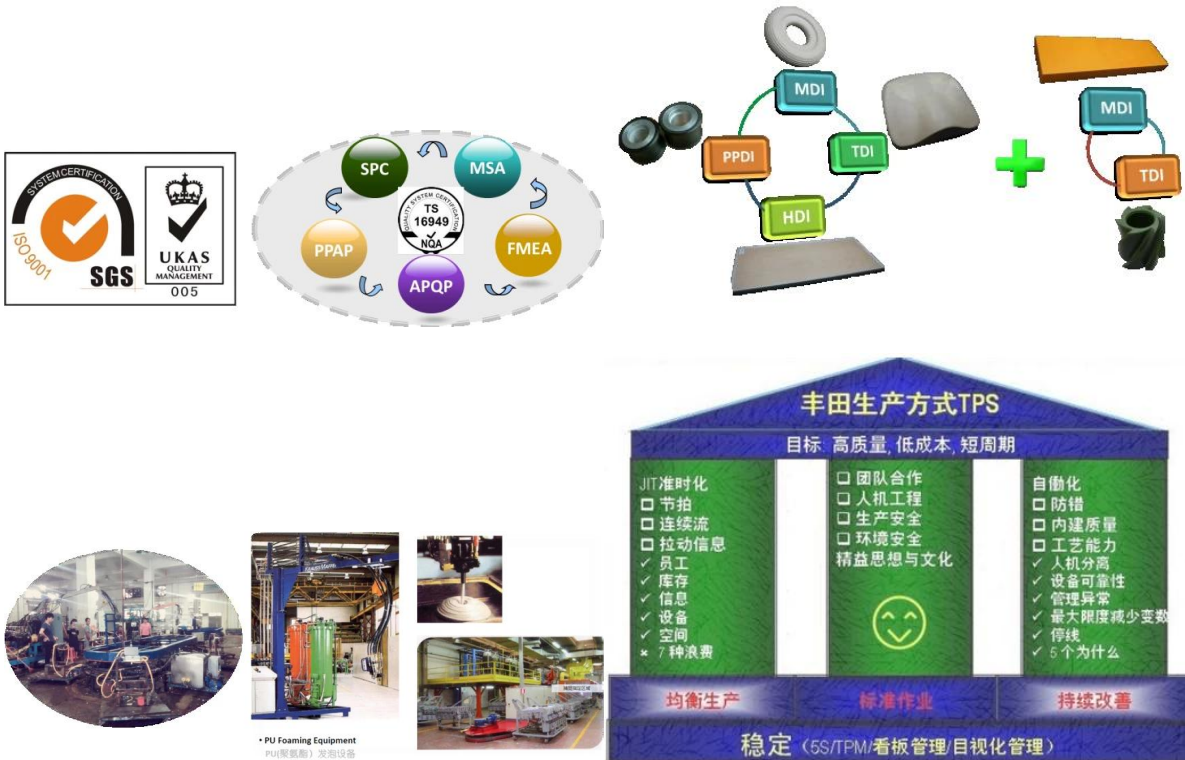 SYSTEM CERTIFICATION
ISO 9001
SGS
UKAS
QUALITY
MANAGEMENT
005
SPC
MSA
QUALITY SYSTEM CERTIFICATION
TS
16949
NQA
PPAP
FMEA
APQP
MDI
PPDI
TDI
HDI
MDI
TDI
• PU Foaming Equipment
PU(聚氨酯）发泡设备
丰田生产方式TPS
目标 高质量, 低成本, 短周期
JIT准时化
□ 节拍
□ 连续流
□ 拉动信息
✓ 员工
✓ 库存
✓ 信息
✓ 设备
✓ 空间
× 7种浪费
□ 团队合作
□ 人机工程
□ 生产安全
□ 环境安全
精益思想与文化
自働化
□ 防错
□ 内建质量
□ 工艺能力
✓ 人机分离
✓ 设备可靠性
✓ 管理异常
✓ 最大限度减少变数
✓ 停线
✓ 5个为什么
均衡生产
标准作业
持续改善
稳定（5S/TPM/看板管理/目视化管理）